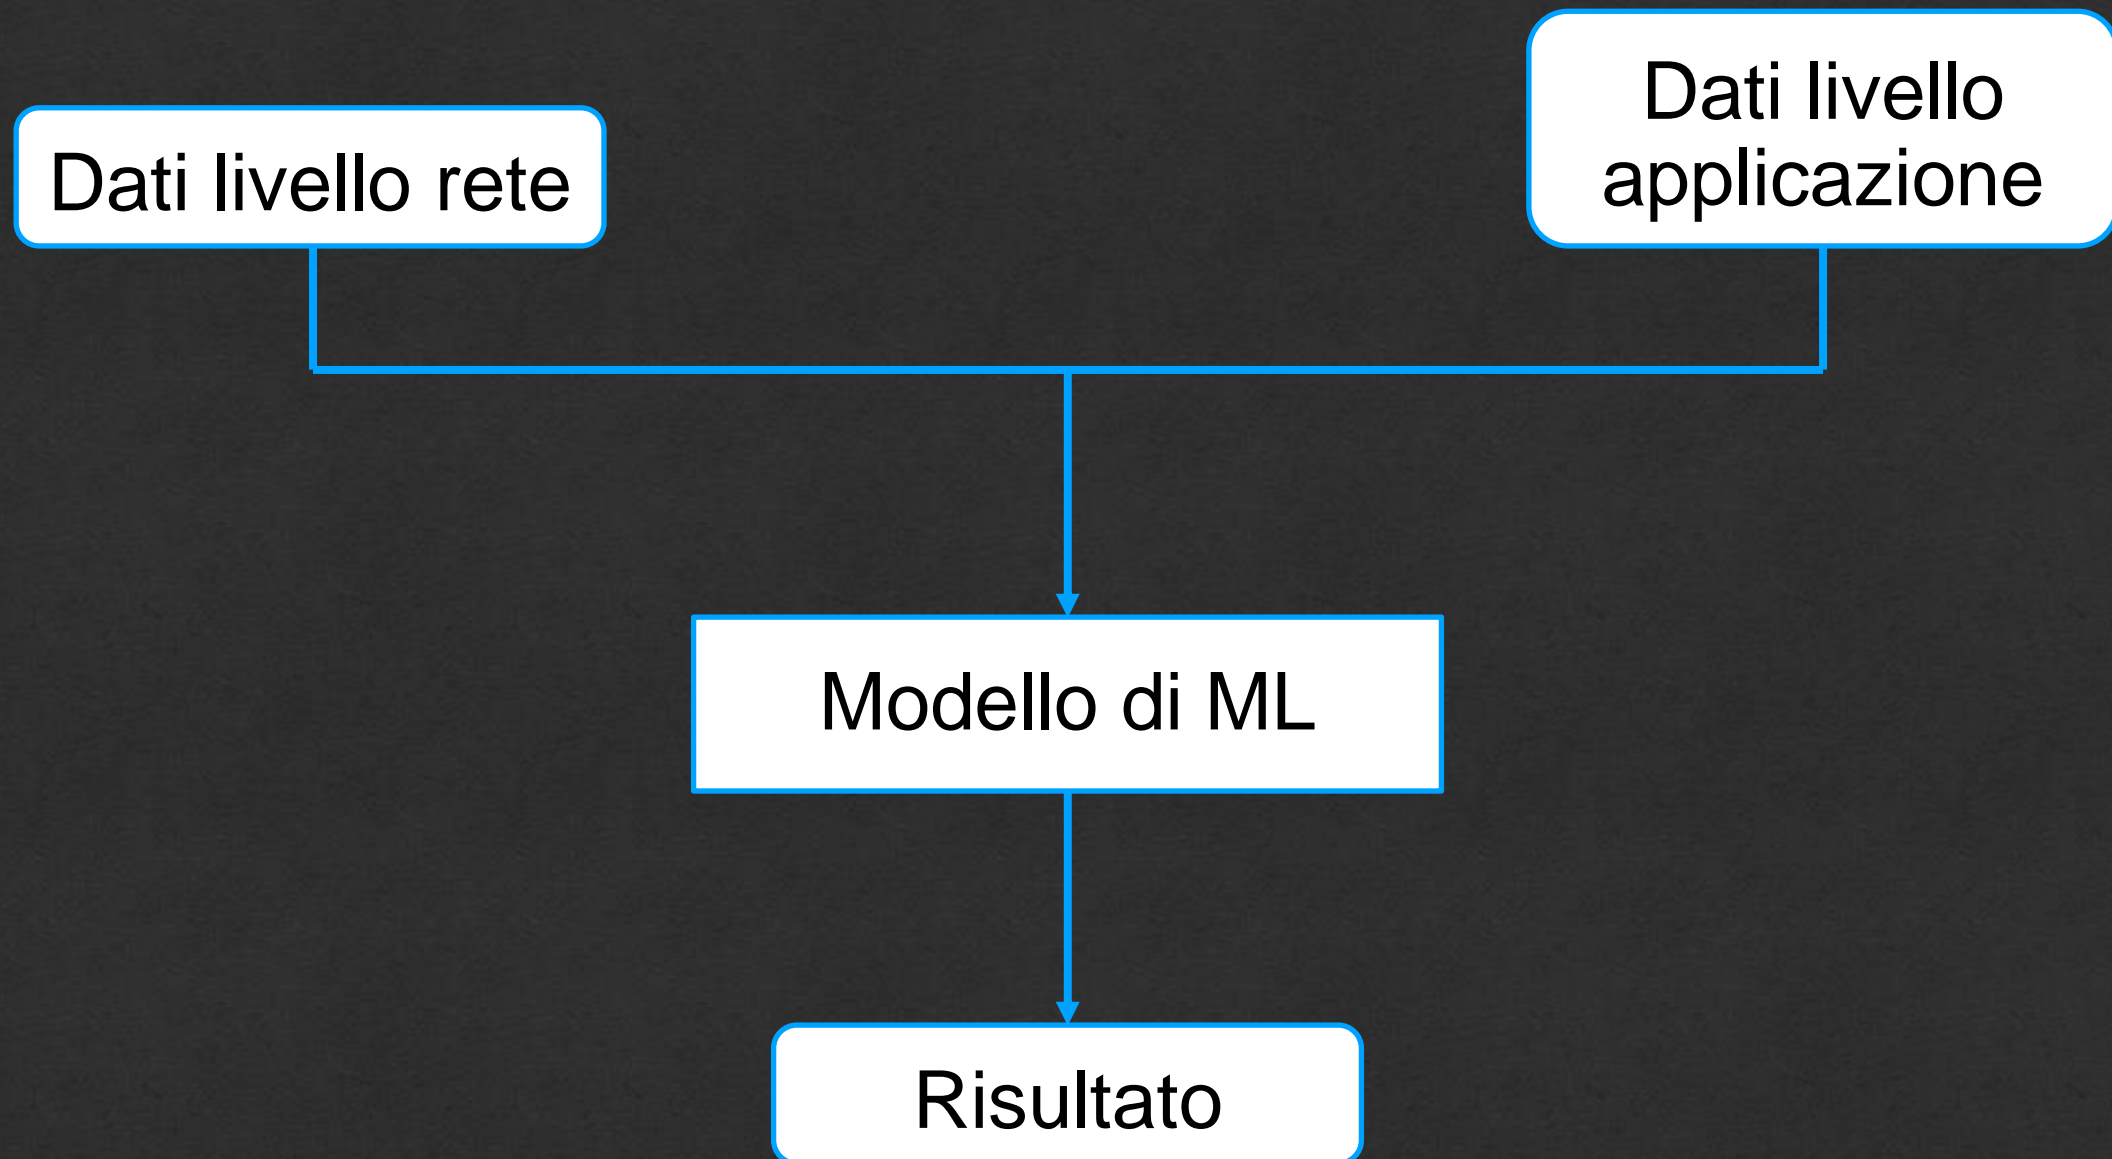 Dati livello rete
Dati livello
applicazione
Modello di ML
Risultato